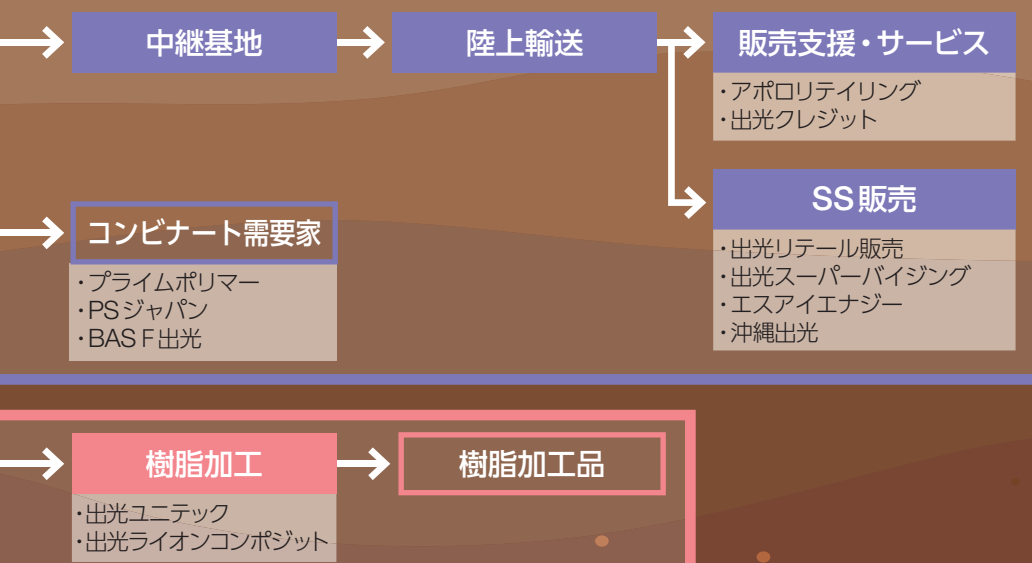 中継基地
陸上輸送
販売支援・サービス
・アポロリテイリング
・出光クレジット
SS販売
・出光リテール販売
・出光スーパーバイジング
・エスアイエナジー
・沖縄出光
コンビナート需要家
・プライムポリマー
・PSジャパン
・BASF出光
樹脂加工
・出光ユニテック
・出光ライオンコンポジット
樹脂加工品